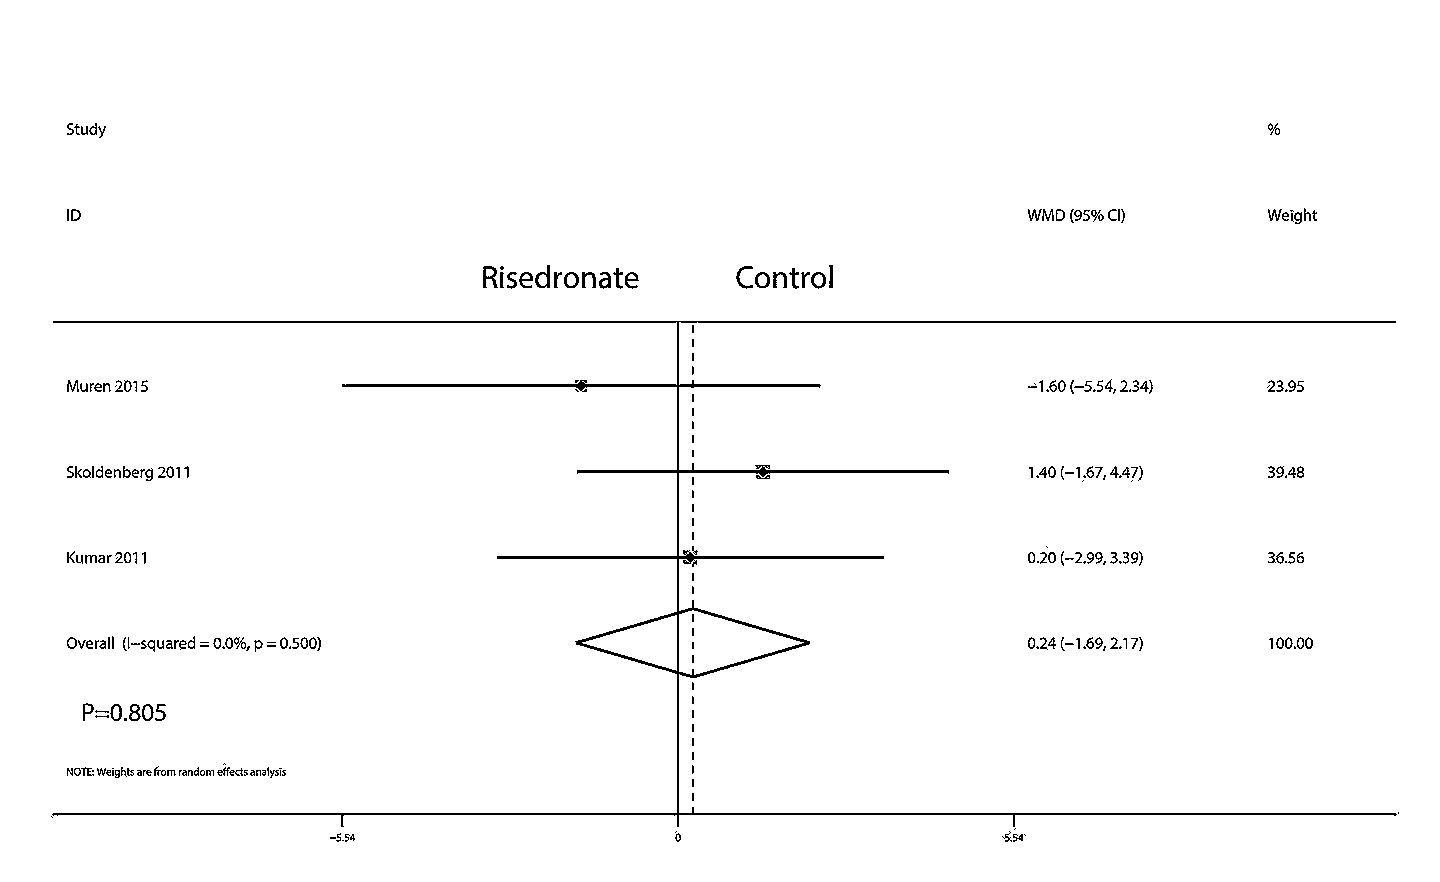 Study %
ID WMD (95% CI) Weight
Risedronate Control
Muren 2015 −1.60 (−5.54, 2.34) 23.95
Skoldenberg 2011 1.40 (−1.67, 4.47) 39.48
Kumar 2011 0.20 (−2.99, 3.39) 36.56
Overall (I−squared = 0.0%, p = 0.500) 0.24 (−1.69, 2.17) 100.00
P=0.805
NOTE: Weights are from random effects analysis
−5.54 0 5.54